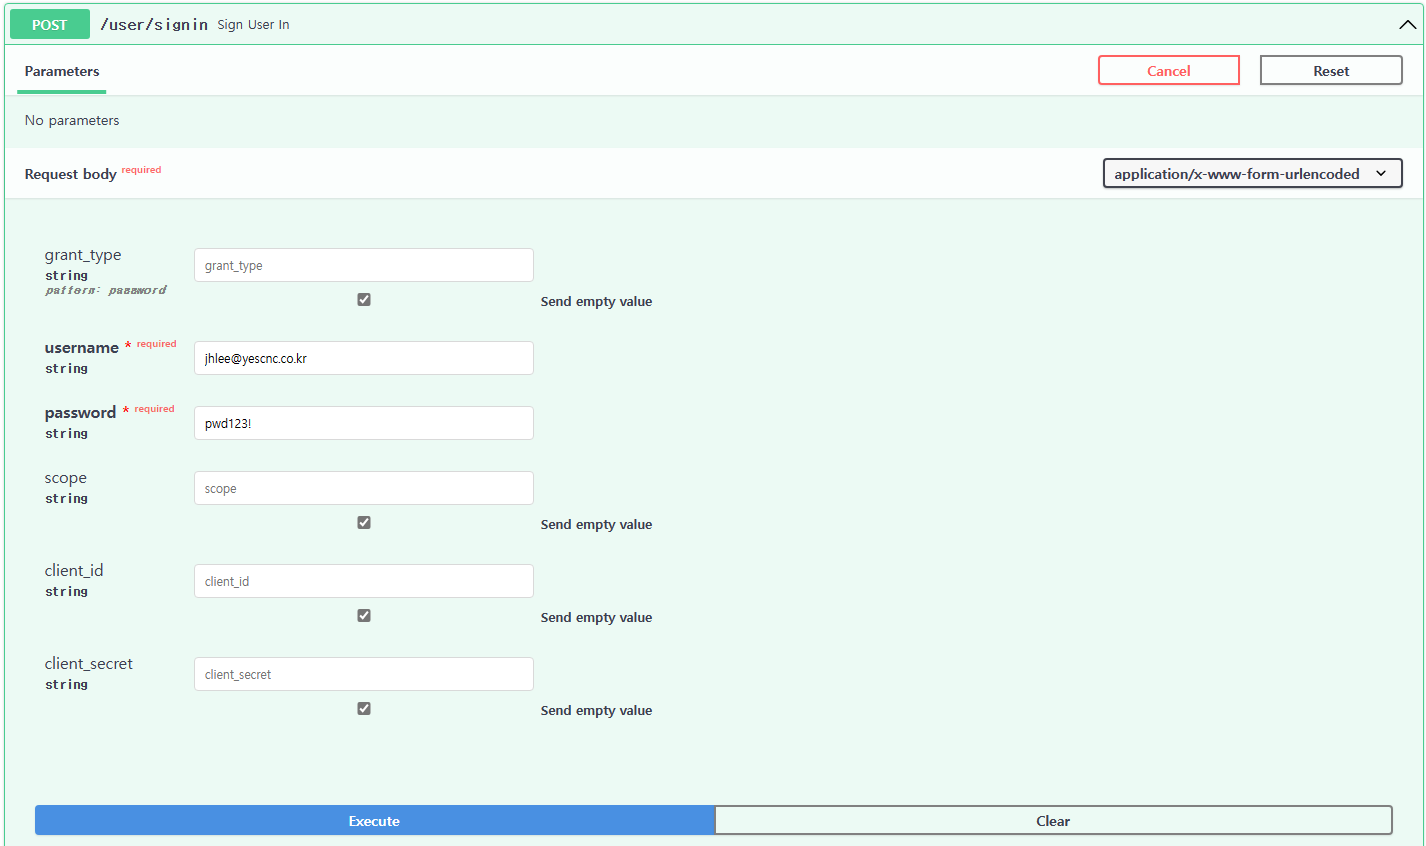 POST /user/signin Sign User In
Parameters Cancel Reset
No parameters
Request body required application/x-www-form-urlencoded
grant_type grant_type
string
pattern: password
Send empty value
username * required jhlee@yescnc.co.kr
string
password * required pwd123!
string
scope scope
string
Send empty value
client_id client_id
string
Send empty value
client_secret client_secret
string
Send empty value
Execute Clear